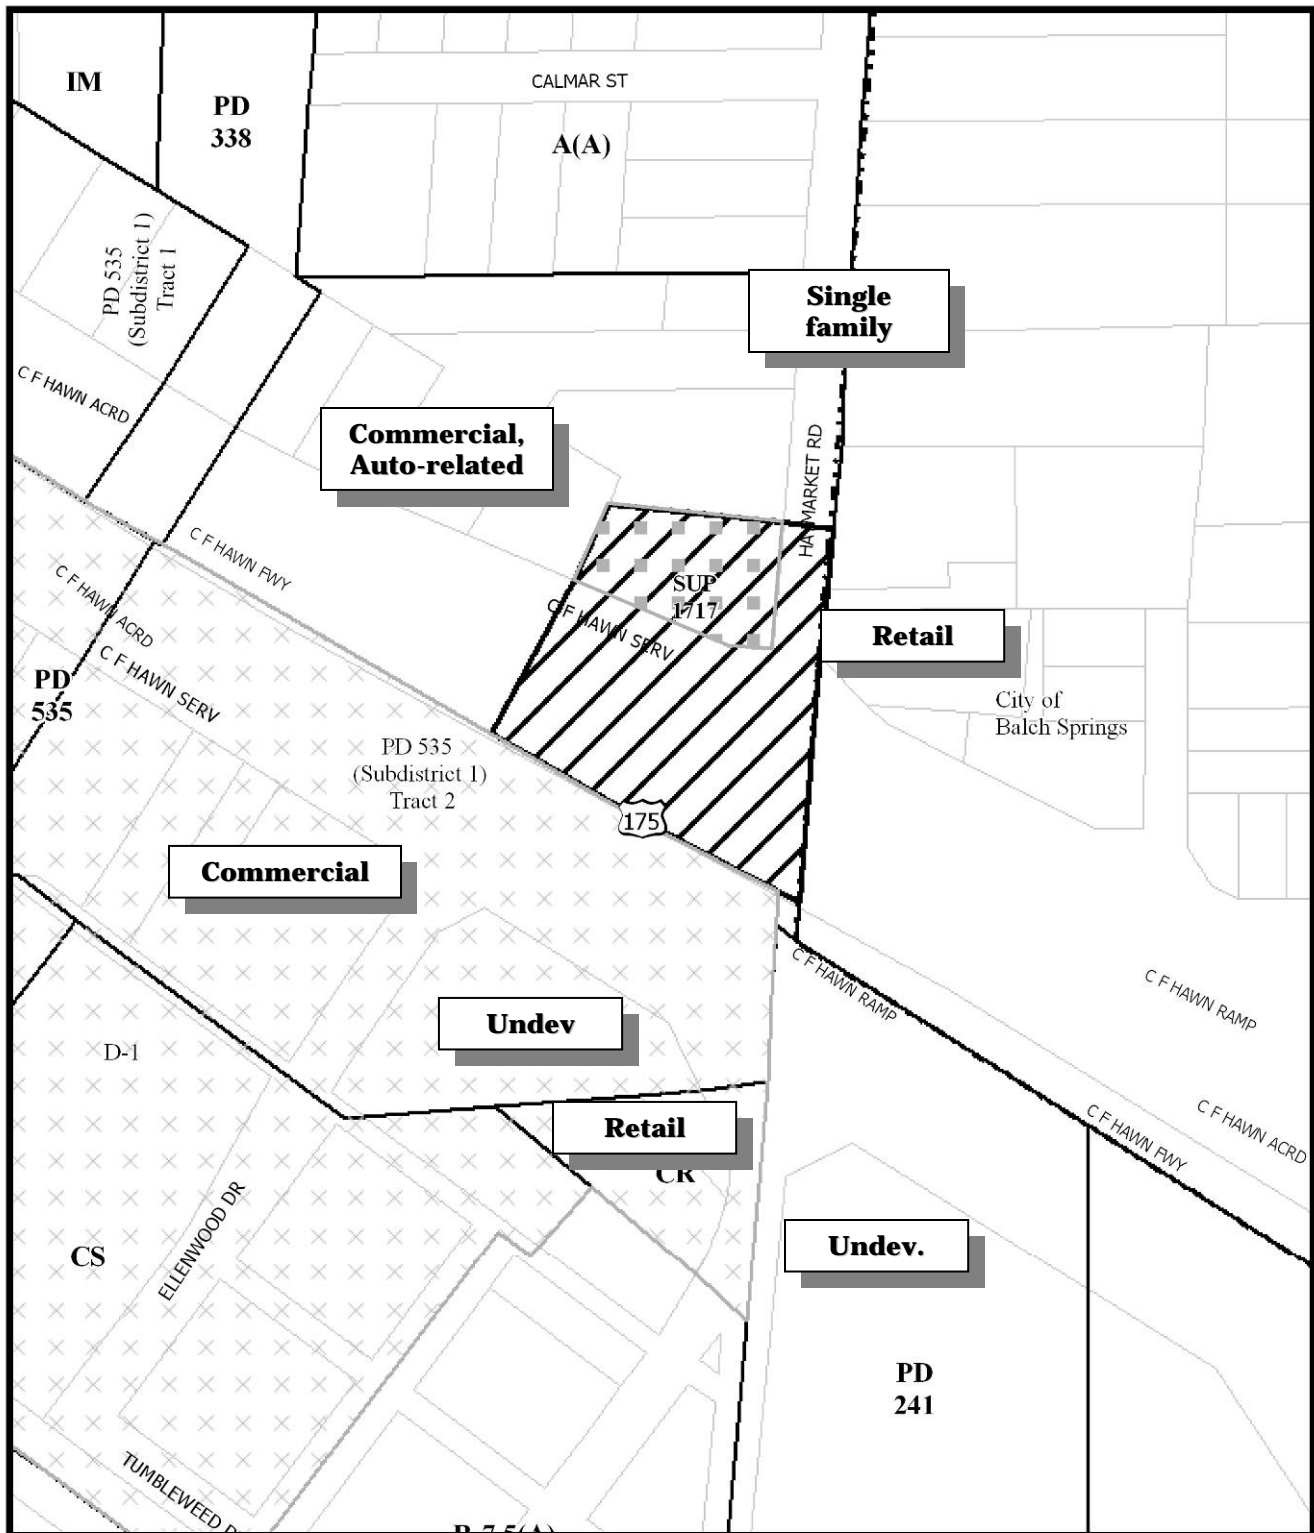 CALMAR ST
IM
PD
338
A(A)
PD 535
(Subdistrict 1)
Tract 1
Single
family
C F HAWN ACRD
Commercial,
Auto-related
HAYMARKET RD
C F HAWN FWY
SUP
1717
C F HAWN SERV
C F HAWN ACRD
Retail
C F HAWN SERV
PD
535
City of
Balch Springs
PD 535
(Subdistrict 1)
Tract 2
175
Commercial
C F HAWN RAMP
C F HAWN RAMP
Undev
D-1
Retail
C F HAWN FWY
C F HAWN ACRD
CR
ELLENWOOD DR
Undev.
CS
PD
241
TUMBLEWEED D
R-7.5(A)